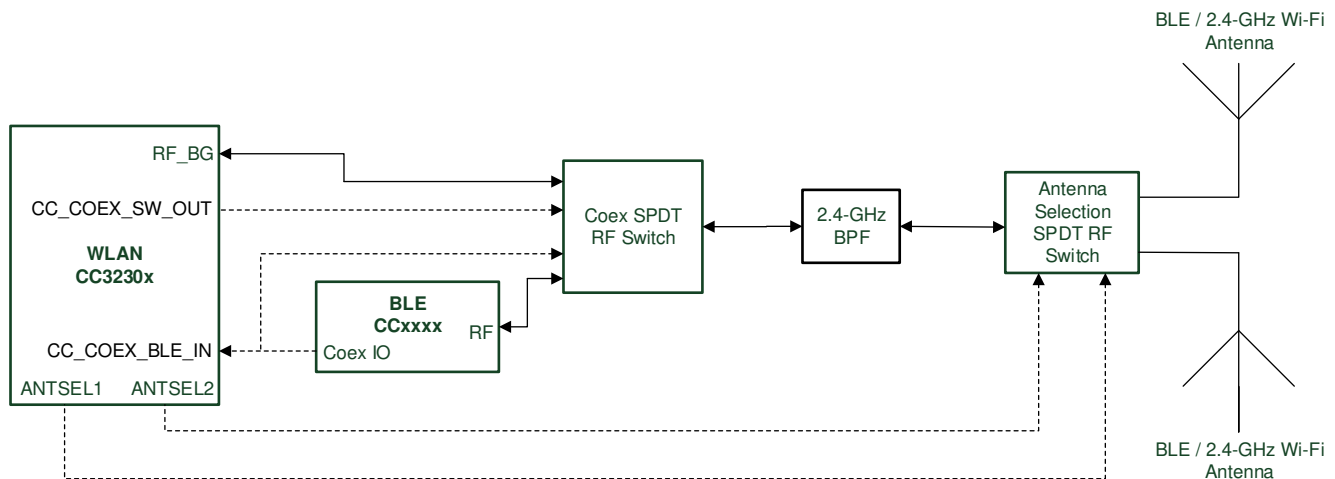 BLE / 2.4-GHz Wi-Fi
Antenna
RF_BG
CC_COEX_SW_OUT
WLAN
CC3230x
CC_COEX_BLE_IN
ANTSEL1
ANTSEL2
BLE
CCxxxx
RF
Coex IO
Coex SPDT
RF Switch
2.4-GHz
BPF
Antenna
Selection
SPDT RF
Switch
BLE / 2.4-GHz Wi-Fi
Antenna